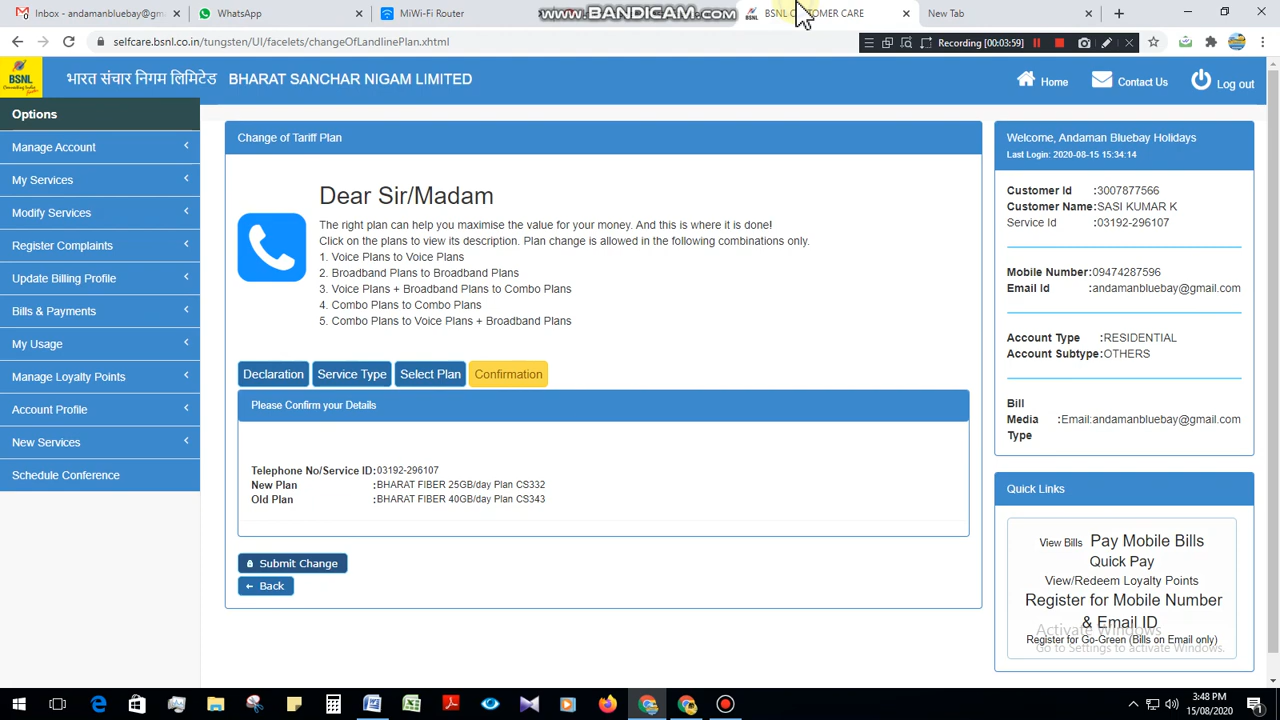 Inbox - andamanbluebay@gm
WhatsApp
MiWi-Fi Router
www.BANDICAM.com
BSNL CUSTOMER CARE
New Tab
selfcare.bsnl.co.in/tungsten/UI/facelets/changeOfLandlinePlan.xhtml
Recording [00:03:59]
BSNL
भारत संचार निगम लिमिटेड BHARAT SANCHAR NIGAM LIMITED
Home
Contact Us
Log out
Options
Manage Account
My Services
Modify Services
Register Complaints
Update Billing Profile
Bills & Payments
My Usage
Manage Loyalty Points
Account Profile
New Services
Schedule Conference
Change of Tariff Plan
Dear Sir/Madam
The right plan can help you maximise the value for your money. And this is where it is done!
Click on the plans to view its description. Plan change is allowed in the following combinations only.
1. Voice Plans to Voice Plans
2. Broadband Plans to Broadband Plans
3. Voice Plans + Broadband Plans to Combo Plans
4. Combo Plans to Combo Plans
5. Combo Plans to Voice Plans + Broadband Plans
Declaration
Service Type
Select Plan
Confirmation
Please Confirm your Details
Telephone No/Service ID:03192-296107
New Plan :BHARAT FIBER 25GB/day Plan CS332
Old Plan :BHARAT FIBER 40GB/day Plan CS343
Submit Change
Back
Welcome, Andaman Bluebay Holidays
Last Login: 2020-08-15 15:34:14
Customer Id :3007877566
Customer Name:SASI KUMAR K
Service Id :03192-296107
Mobile Number:09474287596
Email Id :andamanbluebay@gmail.com
Account Type :RESIDENTIAL
Account Subtype:OTHERS
Bill
Media :Email:andamanbluebay@gmail.com
Type
Quick Links
View Bills Pay Mobile Bills
Quick Pay
View/Redeem Loyalty Points
Register for Mobile Number
& Email ID
Register for Go-Green (Bills on Email only)
Activate Windows
Go to Settings to activate Windows.
3:48 PM
15/08/2020